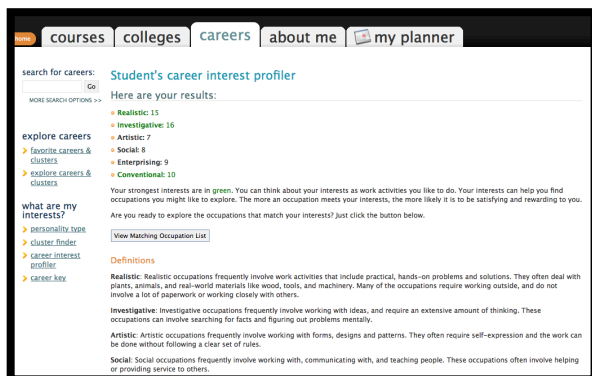 home
courses
colleges
careers
about me
my planner
search for careers:
Go
MORE SEARCH OPTIONS >>
explore careers
favorite careers &
clusters
explore careers &
clusters
what are my
interests?
personality type
cluster finder
career interest
profiler
career key
Student's career interest profiler
Here are your results:
Realistic: 15
Investigative: 16
Artistic: 7
Social: 8
Enterprising: 9
Conventional: 10
Your strongest interests are in green. You can think about your interests as work activities you like to do. Your interests can help you find
occupations you might like to explore. The more an occupation meets your interests, the more likely it is to be satisfying and rewarding to you.
Are you ready to explore the occupations that match your interests? Just click the button below.
View Matching Occupation List
Definitions
Realistic: Realistic occupations frequently involve work activities that include practical, hands-on problems and solutions. They often deal with
plants, animals, and real-world materials like wood, tools, and machinery. Many of the occupations require working outside, and do not
involve a lot of paperwork or working closely with others.
Investigative: Investigative occupations frequently involve working with ideas, and require an extensive amount of thinking. These
occupations can involve searching for facts and figuring out problems mentally.
Artistic: Artistic occupations frequently involve working with forms, designs and patterns. They often require self-expression and the work can
be done without following a clear set of rules.
Social: Social occupations frequently involve working with, communicating with, and teaching people. These occupations often involve helping
or providing service to others.